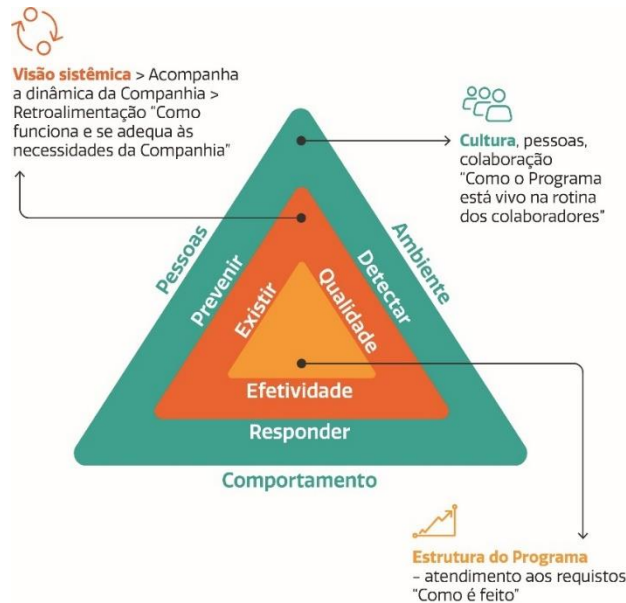 Visão sistêmica > Acompanha
a dinâmica da Companhia >
Retroalimentação "Como
funciona e se adequa às
necessidades da Companhia"
Cultura, pessoas,
colaboração
"Como o Programa
está vivo na rotina
dos colaboradores"
Pessoas
Ambiente
Prevenir
Detectar
Existir
Qualidade
Efetividade
Responder
Comportamento
Estrutura do Programa
– atendimento aos requistos
"Como é feito"